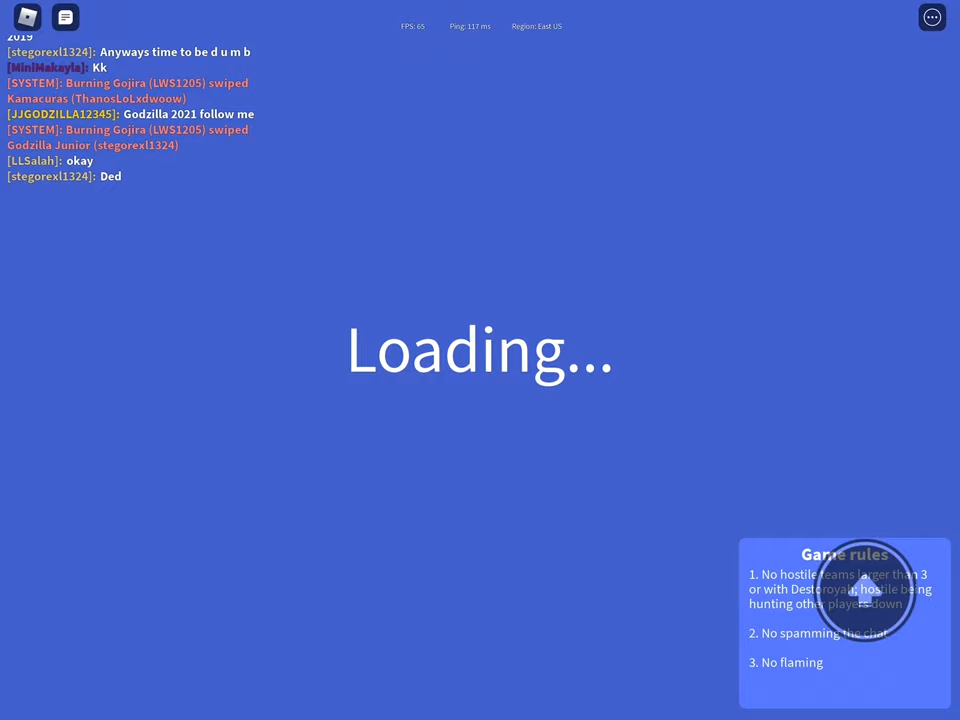 FPS: 65 Ping: 117 ms Region: East US
2019
[stegorexl1324]: Anyways time to be d u m b
[MiniMakayla]: Kk
[SYSTEM]: Burning Gojira (LWS1205) swiped
Kamacuras (ThanosLoLxdwoow)
[JJGODZILLA12345]: Godzilla 2021 follow me
[SYSTEM]: Burning Gojira (LWS1205) swiped
Godzilla Junior (stegorexl1324)
[LLSalah]: okay
[stegorexl1324]: Ded
Loading...
Game rules
1. No hostile teams larger than 3
or with Destoroyah; hostile being
hunting other players down
2. No spamming the chat
3. No flaming